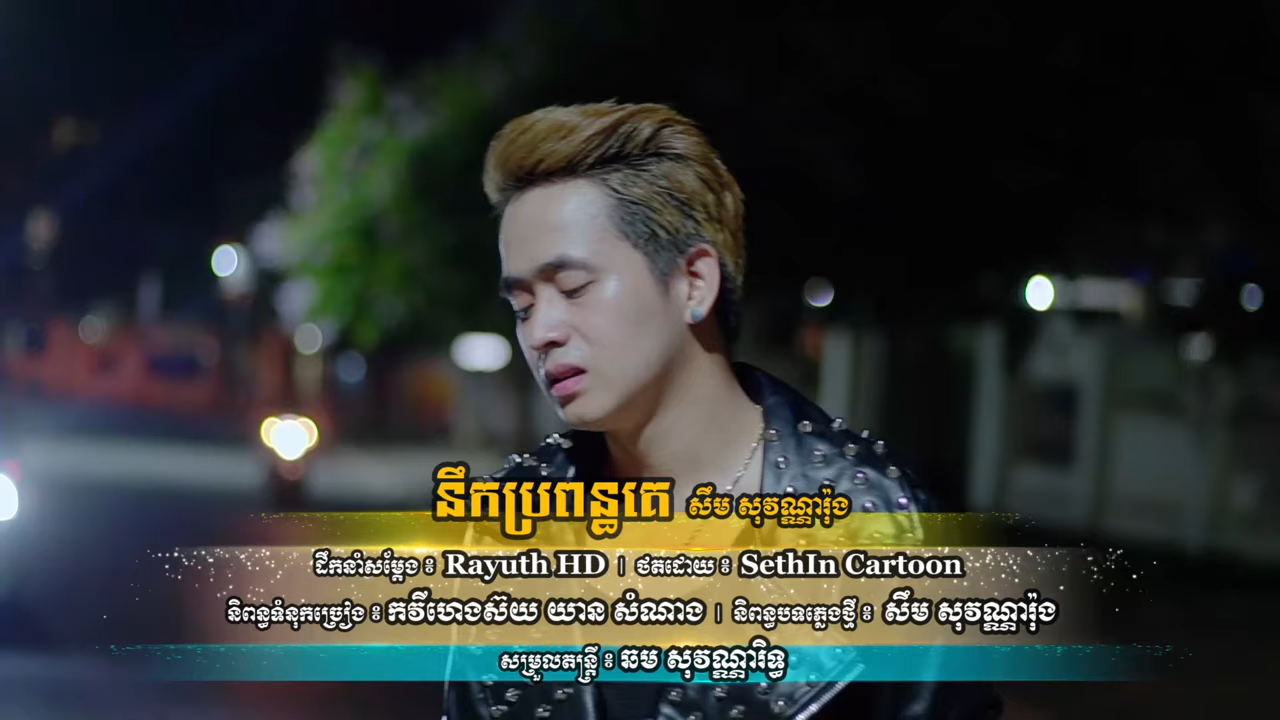 នឹកប្រពន្ធគេ សឹម សុវណ្ណារ៉ុង
ដឹកនាំសម្តែង ៖ Rayuth HD | ថតដោយ ៖ SethIn Cartoon
និពន្ធទំនុកច្រៀង ៖ កវីហេងស៊យ យាន សំណាង | និពន្ធបទភ្លេងថ្មី ៖ សឹម សុវណ្ណារ៉ុង
សម្រួលតន្ត្រី ៖ ឆម សុវណ្ណារិទ្ធ